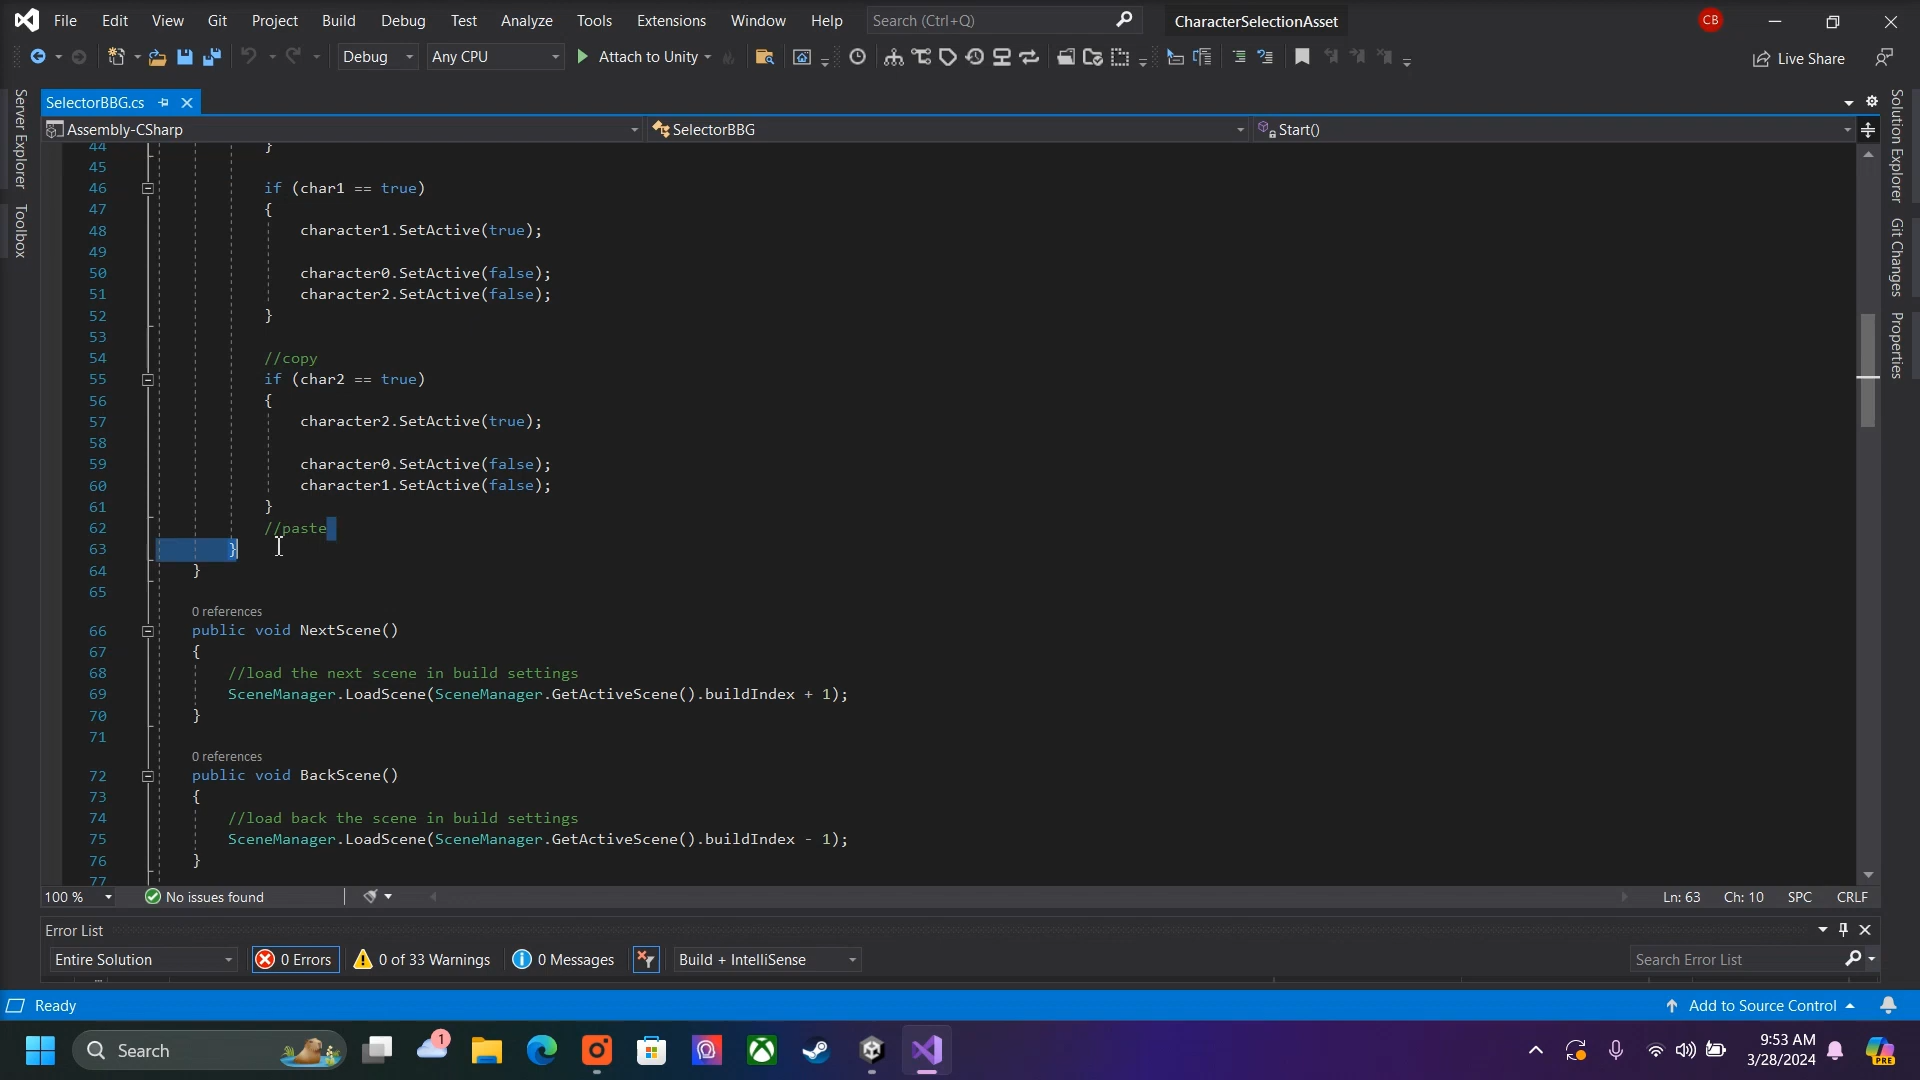 File Edit View Git Project Build Debug Test Analyze Tools Extensions Window Help Search (Ctrl+Q) CharacterSelectionAsset CB
Debug Any CPU Attach to Unity Live Share
SelectorBBG.cs
Assembly-CSharp SelectorBBG Start()
Server Explorer
Toolbox
44 }
45
46 if (char1 == true)
47 {
48 character1.SetActive(true);
49
50 character0.SetActive(false);
51 character2.SetActive(false);
52 }
53
54 //copy
55 if (char2 == true)
56 {
57 character2.SetActive(true);
58
59 character0.SetActive(false);
60 character1.SetActive(false);
61 }
62 //paste
63 }
64 }
65
0 references
66 public void NextScene()
67 {
68 //load the next scene in build settings
69 SceneManager.LoadScene(SceneManager.GetActiveScene().buildIndex + 1);
70 }
71
0 references
72 public void BackScene()
73 {
74 //load back the scene in build settings
75 SceneManager.LoadScene(SceneManager.GetActiveScene().buildIndex - 1);
76 }
77
Solution Explorer
Git Changes
Properties
100 % No issues found Ln: 63 Ch: 10 SPC CRLF
Error List
Entire Solution 0 Errors 0 of 33 Warnings 0 Messages Build + IntelliSense Search Error List
Ready Add to Source Control
Search 1 9:53 AM
3/28/2024 PRE